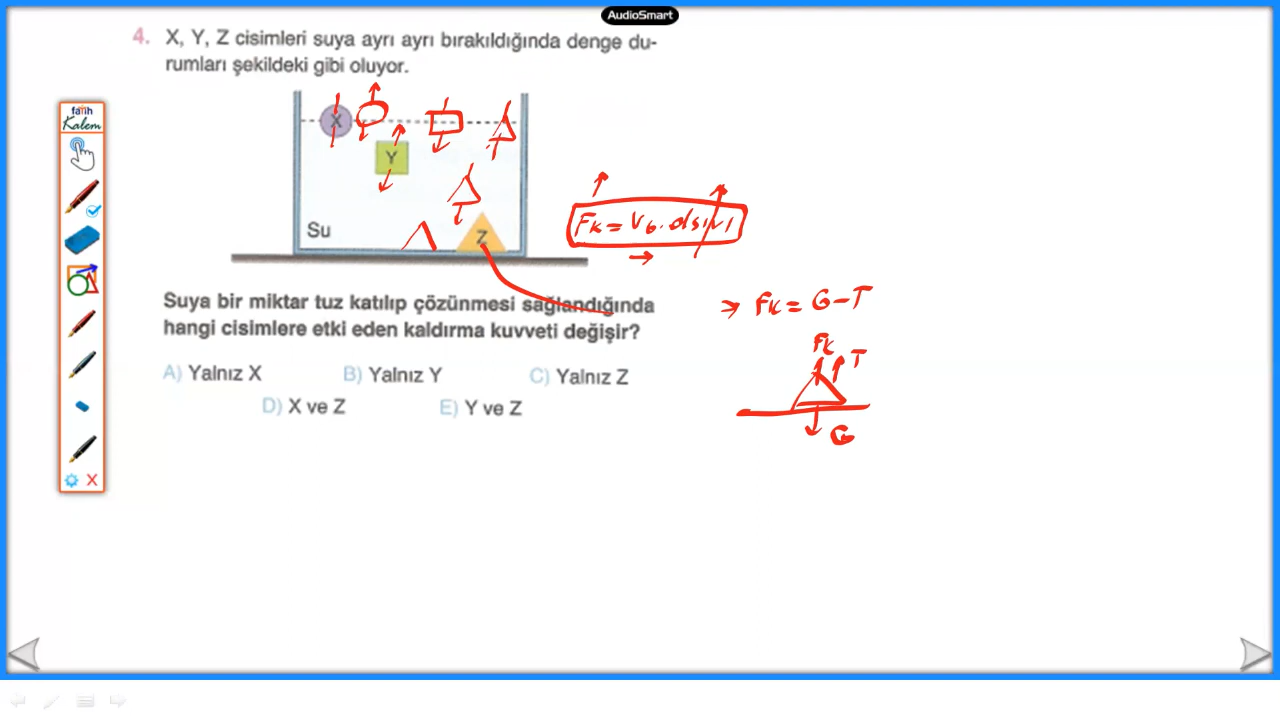 AudioSmart
4. X, Y, Z cisimleri suya ayrı ayrı bırakıldığında denge du-
rumları şekildeki gibi oluyor.
fatih
Kalem
X
Y
Z
Su
Fk = Vb. dsıvı
Suya bir miktar tuz katılıp çözünmesi sağlandığında
hangi cisimlere etki eden kaldırma kuvveti değişir?
→ Fk = G - T
Fk
T
G
A) Yalnız X B) Yalnız Y C) Yalnız Z
D) X ve Z E) Y ve Z
X